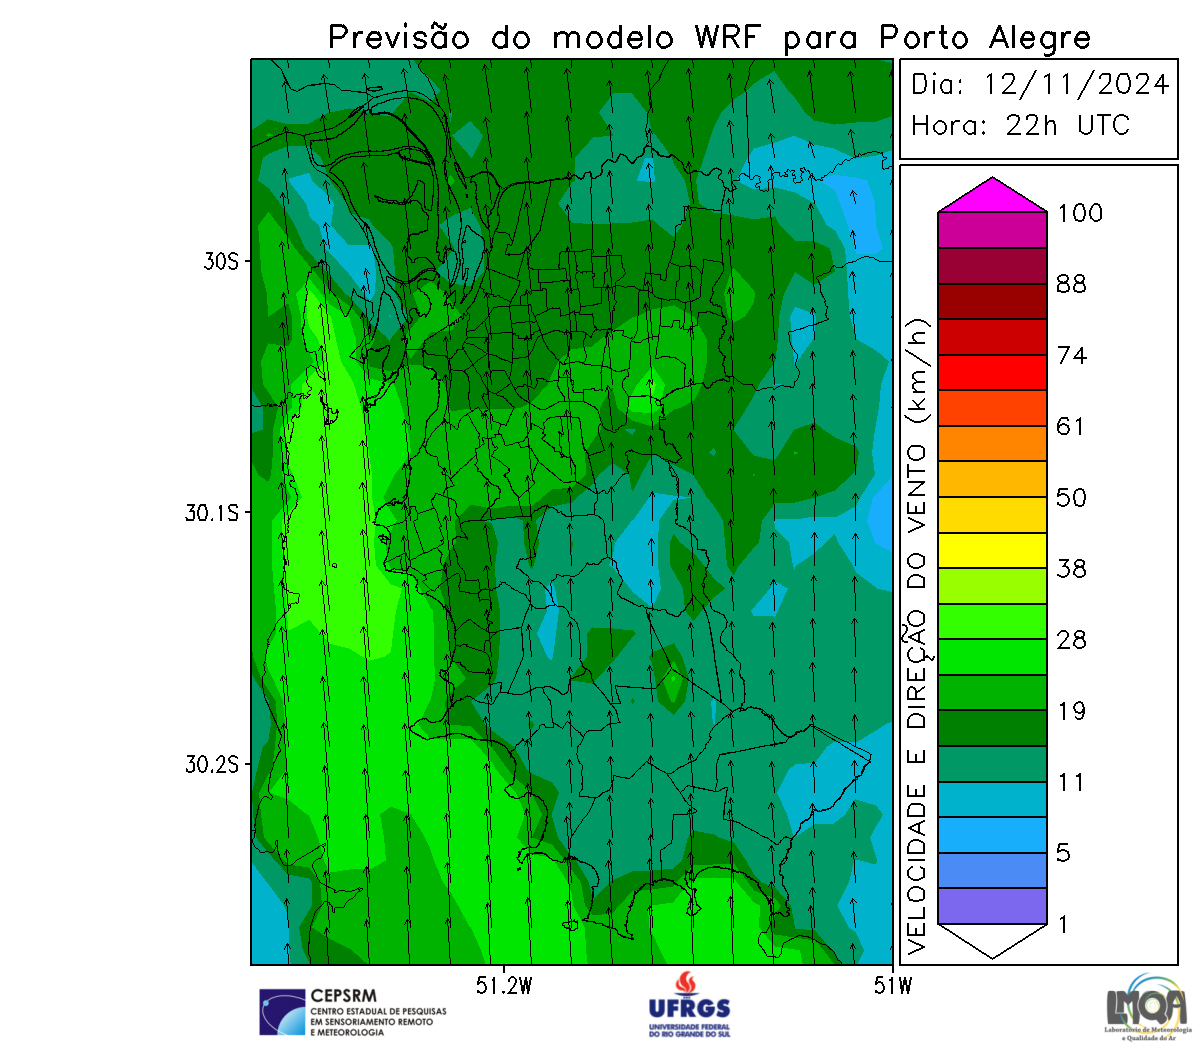 Previsão do modelo WRF para Porto Alegre
Dia: 12/11/2024
Hora: 22h UTC
30S
30.1S
30.2S
51.2W
51W
VELOCIDADE E DIREÇÃO DO VENTO (km/h)
100
88
74
61
50
38
28
19
11
5
1
CEPSRM
CENTRO ESTADUAL DE PESQUISAS
EM SENSORIAMENTO REMOTO
E METEOROLOGIA
UFRGS
UNIVERSIDADE FEDERAL
DO RIO GRANDE DO SUL
LMQA
Laboratório de Meteorologia
e Qualidade do Ar